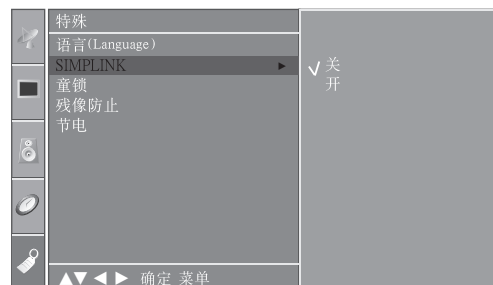 特殊
语言(Language)
SIMPLINK
童锁
残像防止
节电
关
开
确定 菜单